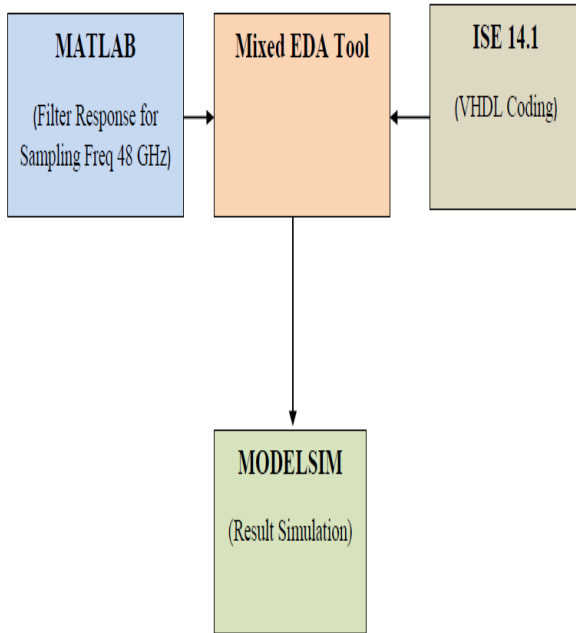 MATLAB
(Filter Response for
Sampling Freq 48 GHz)
Mixed EDA Tool
ISE 14.1
(VHDL Coding)
MODELSIM
(Result Simulation)